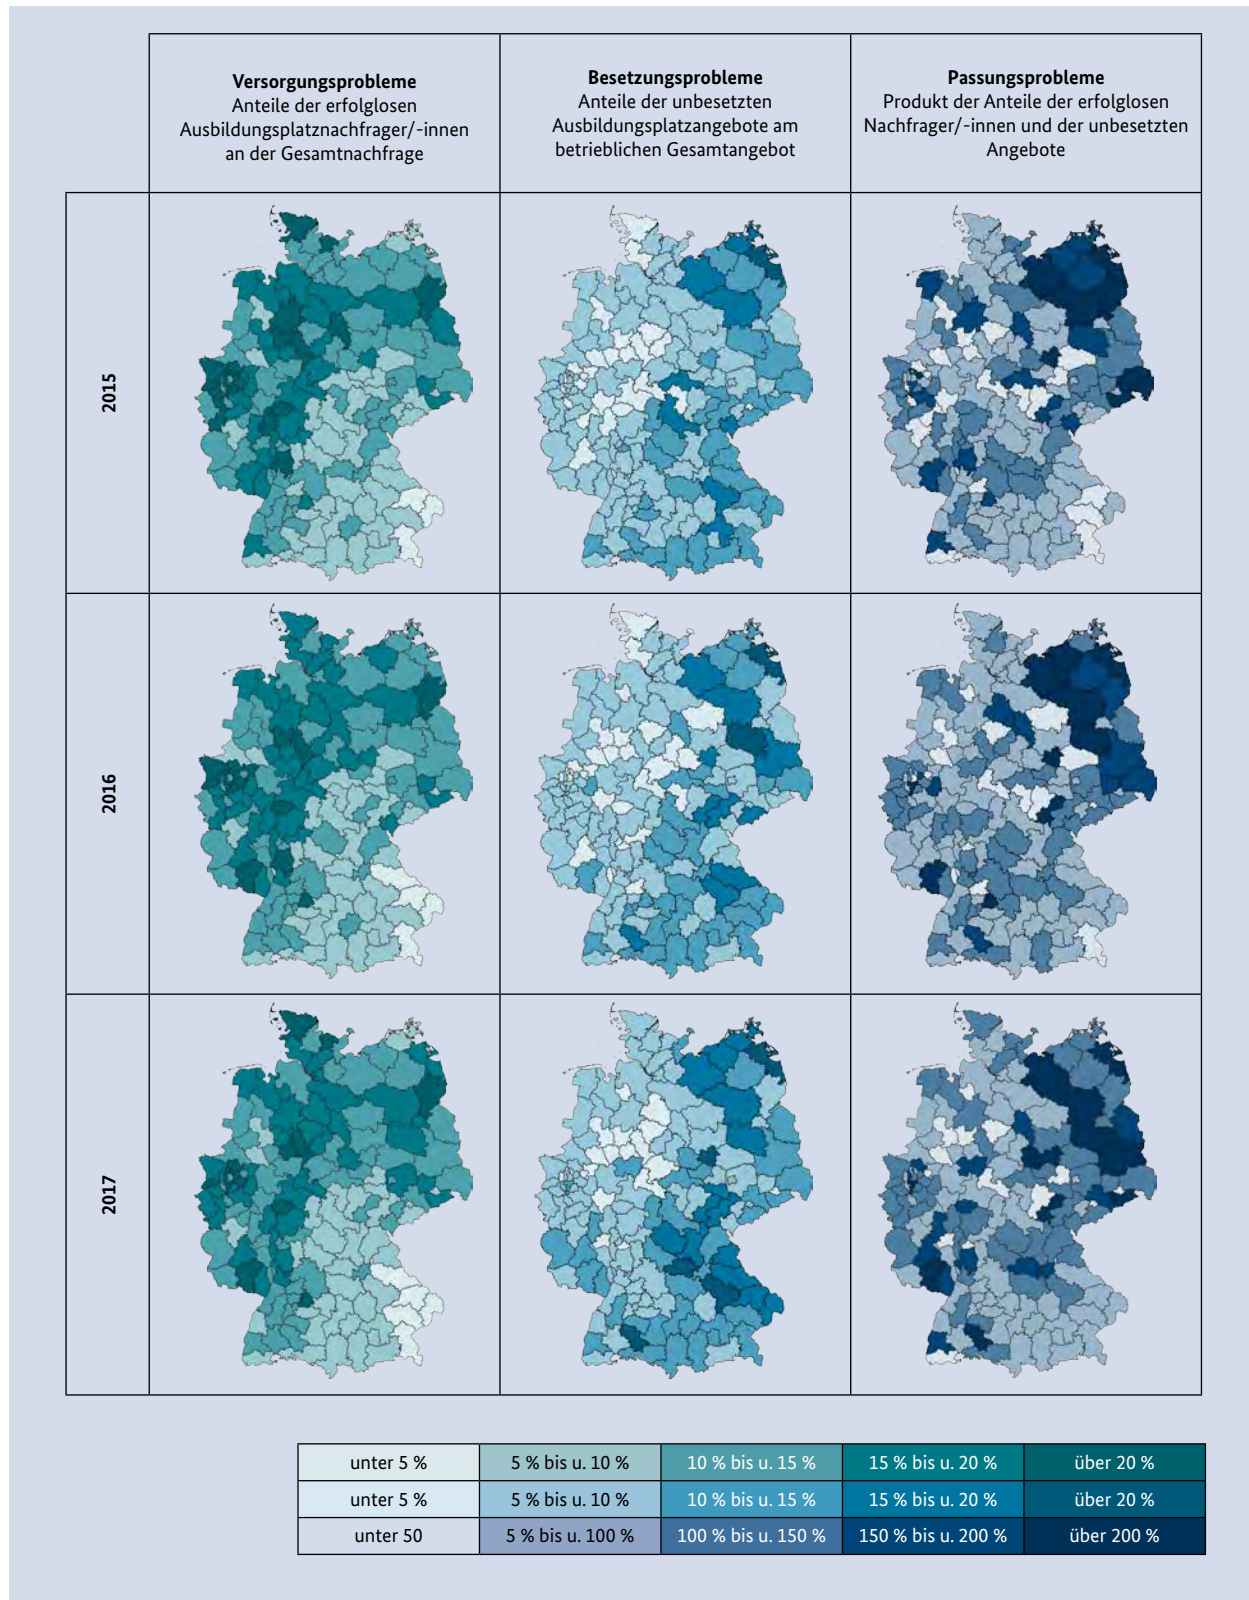 Versorgungsprobleme
Anteile der erfolglosen
Ausbildungsplatznachfrager/-innen
an der Gesamtnachfrage
Besetzungsprobleme
Anteile der unbesetzten
Ausbildungsplatzangebote am
betrieblichen Gesamtangebot
Passungsprobleme
Produkt der Anteile der erfolglosen
Nachfrager/-innen und der unbesetzten
Angebote
2015
2016
2017
unter 5 %
5 % bis u. 10 %
10 % bis u. 15 %
15 % bis u. 20 %
über 20 %
unter 5 %
5 % bis u. 10 %
10 % bis u. 15 %
15 % bis u. 20 %
über 20 %
unter 50
5 % bis u. 100 %
100 % bis u. 150 %
150 % bis u. 200 %
über 200 %